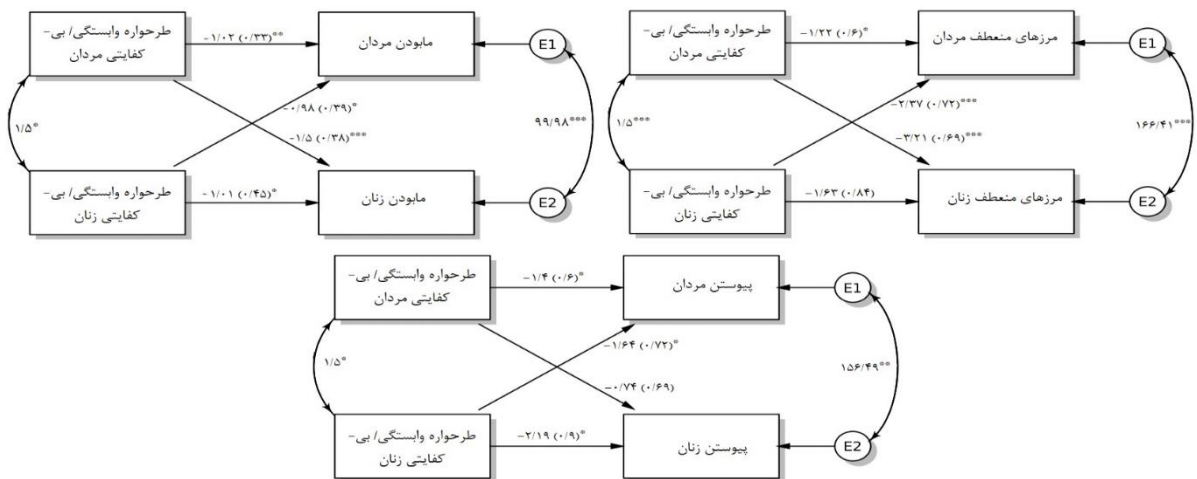 طرحواره وابستگی/ بی-
کفایتی مردان
-۱/۰۲ (۰/۳۳)**
مابودن مردان
E1
۱/۵*
-۰/۹۸ (۰/۳۹)*
-۱/۵ (۰/۳۸)***
۹۹/۹۸***
طرحواره وابستگی/ بی-
کفایتی زنان
-۱/۰۱ (۰/۴۵)*
مابودن زنان
E2
طرحواره وابستگی/ بی-
کفایتی مردان
-۱/۲۲ (۰/۶)*
مرزهای منعطف مردان
E1
۱/۵***
-۲/۳۷ (۰/۷۲)***
-۳/۲۱ (۰/۶۹)***
۱۶۶/۴۱***
طرحواره وابستگی/ بی-
کفایتی زنان
-۱/۶۳ (۰/۸۴)
مرزهای منعطف زنان
E2
طرحواره وابستگی/ بی-
کفایتی مردان
-۱/۴ (۰/۶)*
پیوستن مردان
E1
۱/۵*
-۱/۶۴ (۰/۷۲)*
-۰/۷۴ (۰/۶۹)
۱۵۶/۴۹**
طرحواره وابستگی/ بی-
کفایتی زنان
-۲/۱۹ (۰/۹)*
پیوستن زنان
E2